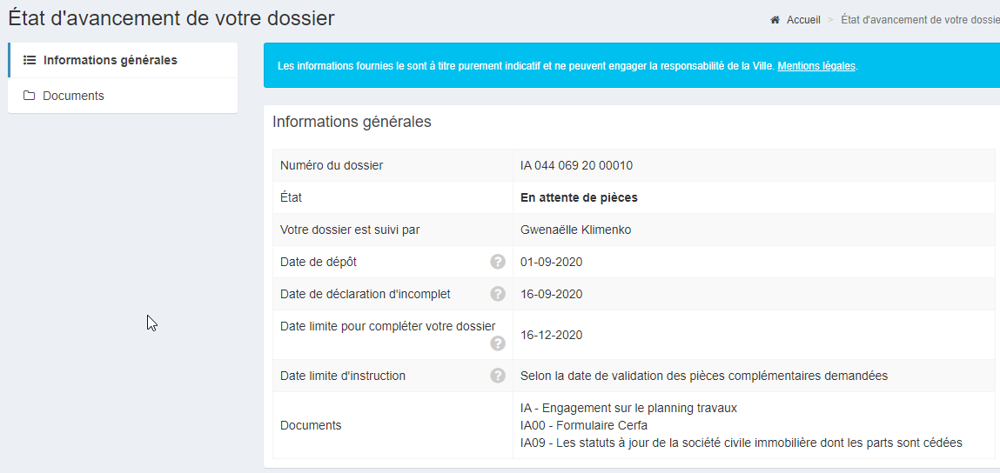 État d'avancement de votre dossier
Accueil > État d'avancement de votre dossie
Informations générales
Documents
Les informations fournies le sont à titre purement indicatif et ne peuvent engager la responsabilité de la Ville. Mentions légales.
Informations générales
Numéro du dossier IA 044 069 20 00010
État En attente de pièces
Votre dossier est suivi par Gwenaëlle Klimenko
Date de dépôt ? 01-09-2020
Date de déclaration d'incomplet ? 16-09-2020
Date limite pour compléter votre dossier ? 16-12-2020
Date limite d'instruction ? Selon la date de validation des pièces complémentaires demandées
Documents
IA - Engagement sur le planning travaux
IA00 - Formulaire Cerfa
IA09 - Les statuts à jour de la société civile immobilière dont les parts sont cédées